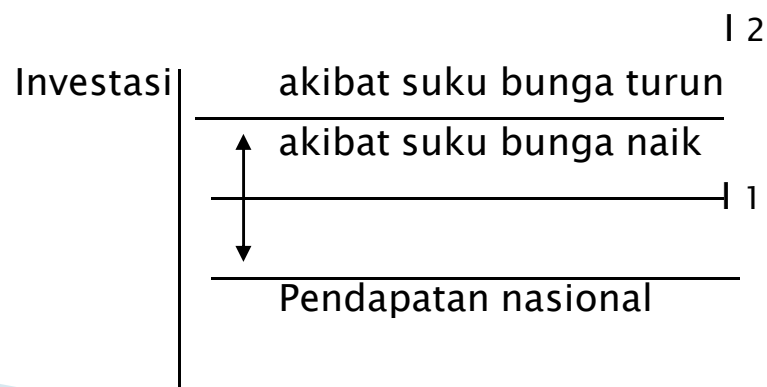 I 2
Investasi akibat suku bunga turun
akibat suku bunga naik
I 1
Pendapatan nasional